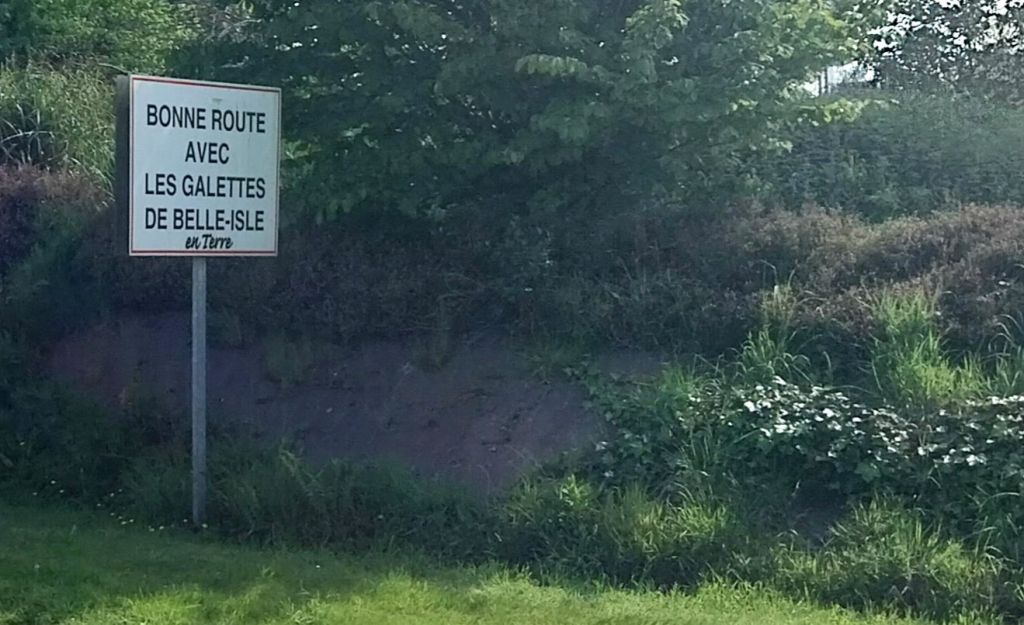 BONNE ROUTE
AVEC
LES GALETTES
DE BELLE-ISLE
en Terre